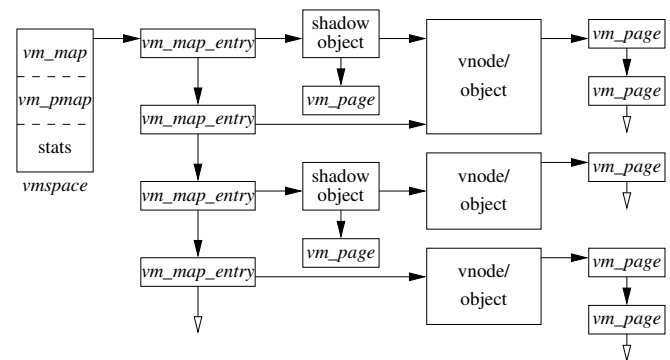 vm_map
vm_pmap
stats
vmspace
vm_map_entry
vm_map_entry
vm_map_entry
vm_map_entry
shadow
object
vm_page
shadow
object
vm_page
vnode/
object
vnode/
object
vnode/
object
vm_page
vm_page
vm_page
vm_page
vm_page